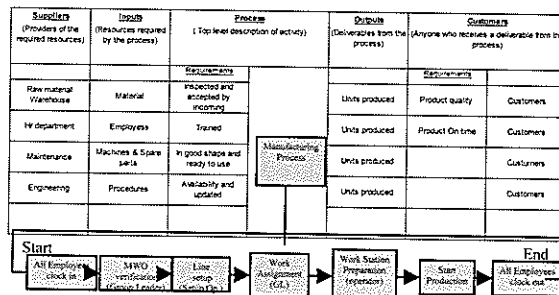 Suppliers
(Providers of the
required resources)
Inputs
(Resources required
by the process)
Process
( Top level description of activity)
Outputs
(Deliverables from the
process)
Customers
(Anyone who receives a deliverable from the
process)
Requirements
Requirements
Raw material
Warehouse
Material
Inspected and
accepted by
incoming
Units produced
Product quality
Customers
Hr department
Employess
Trained
Units produced
Product On time
Customers
Manufacturing
Process
Maintenance
Machines & Spare
parts
In good shape and
ready to use
Units produced
Customers
Engineering
Procedures
Availability and
updated
Units produced
Customers
Start
End
All Employees
clock in
MWO
verification
(Group Leader)
Line
setup
(Set up Op.)
Work
Assignment
(GL)
Work Station
Preparation
(operator)
Start
Production
All Employees
clock out